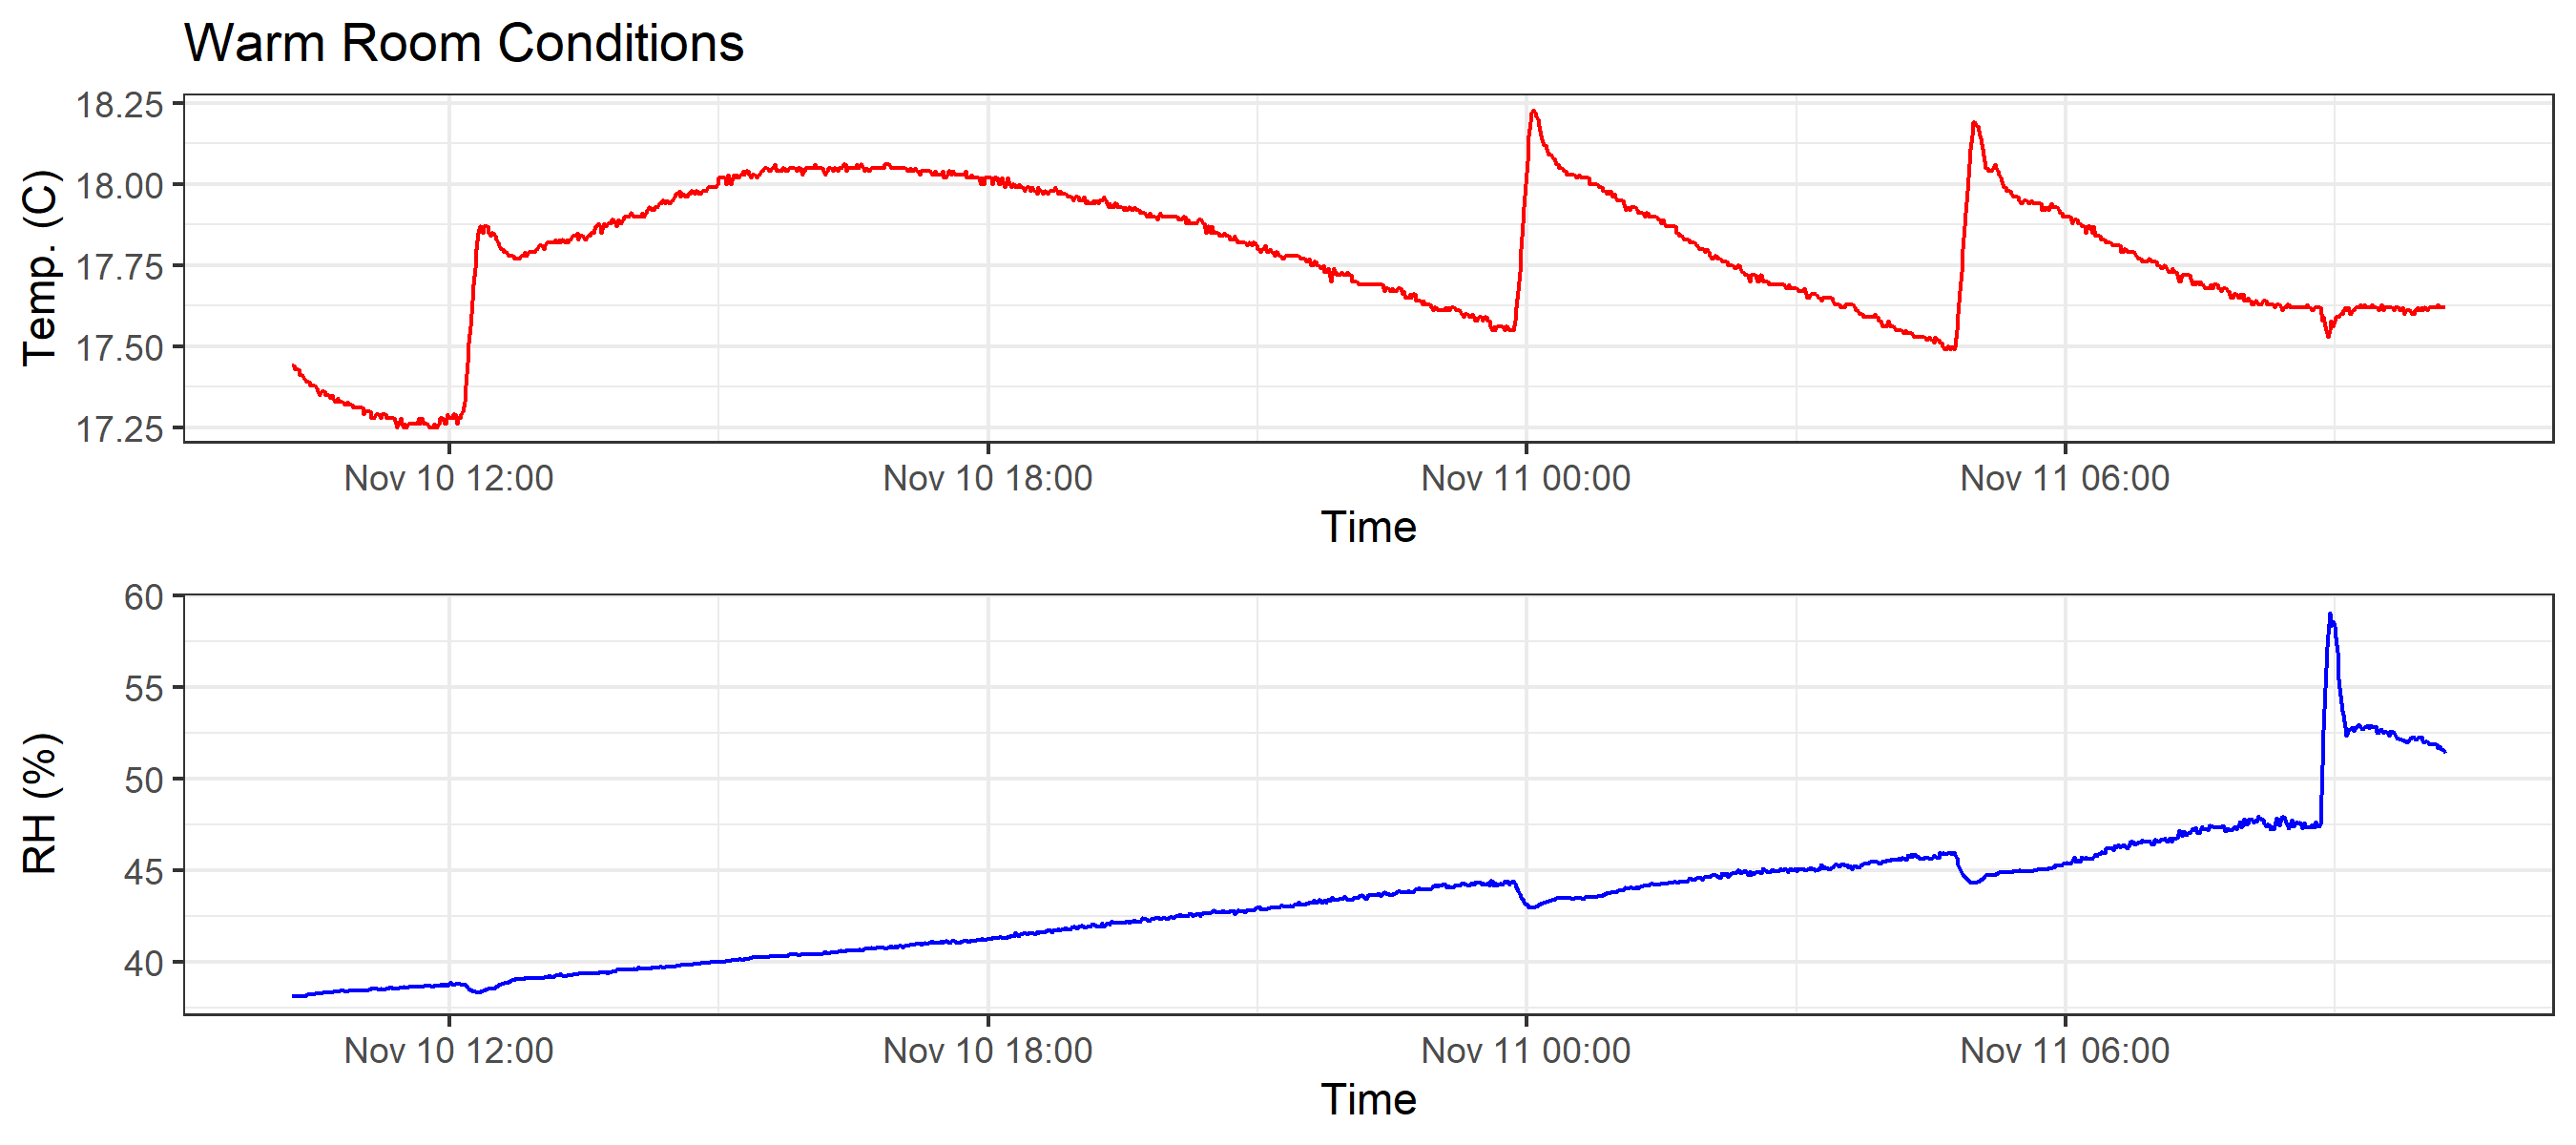 Warm Room Conditions
Temp. (C)
18.25
18.00
17.75
17.50
17.25
Nov 10 12:00 Nov 10 18:00 Nov 11 00:00 Nov 11 06:00
Time
RH (%)
60
55
50
45
40
Nov 10 12:00 Nov 10 18:00 Nov 11 00:00 Nov 11 06:00
Time